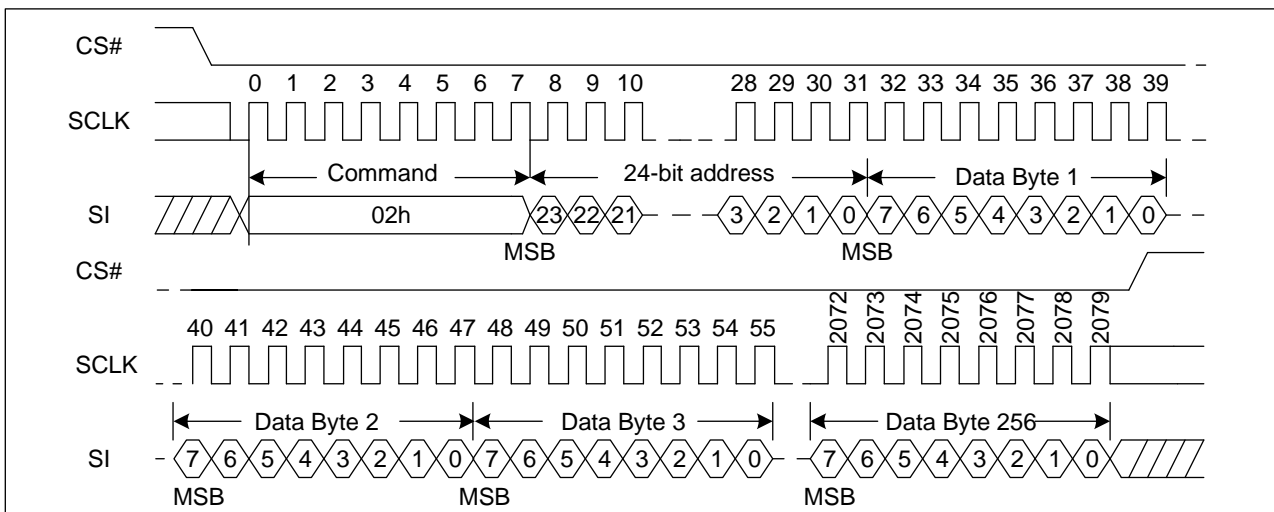 CS#
0 1 2 3 4 5 6 7 8 9 10 28 29 30 31 32 33 34 35 36 37 38 39
SCLK
Command 24-bit address Data Byte 1
SI 02h 23 22 21 3 2 1 0 7 6 5 4 3 2 1 0
MSB MSB
CS#
40 41 42 43 44 45 46 47 48 49 50 51 52 53 54 55 2072 2073 2074 2075 2076 2077 2078 2079
SCLK
Data Byte 2 Data Byte 3 Data Byte 256
SI 7 6 5 4 3 2 1 0 7 6 5 4 3 2 1 0 7 6 5 4 3 2 1 0
MSB MSB MSB